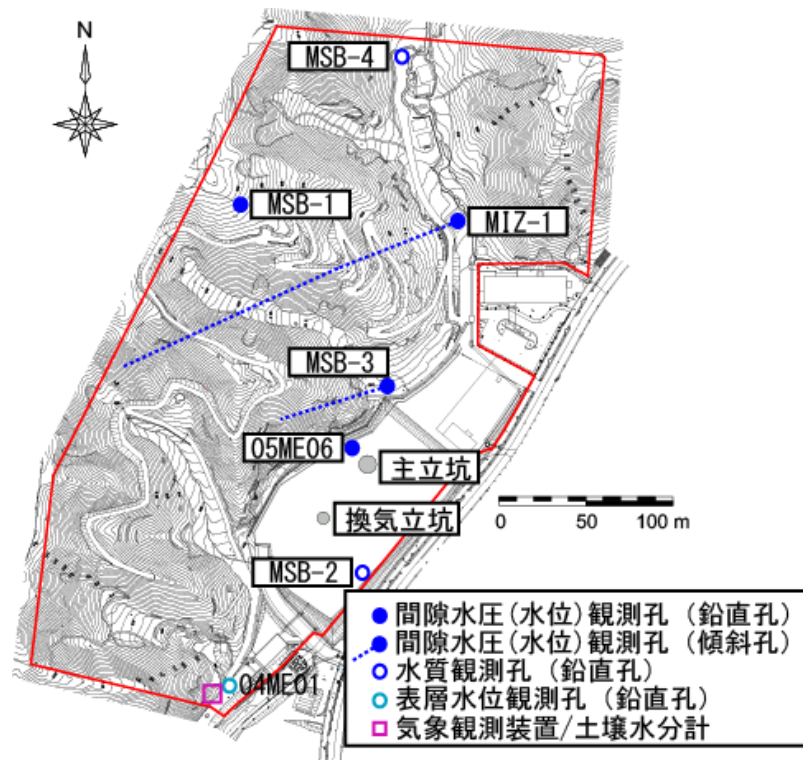 N
MSB-4
MSB-1
MIZ-1
MSB-3
05ME06
主立坑
換気立坑
0 50 100 m
MSB-2
間隙水圧(水位)観測孔 (鉛直孔)
間隙水圧(水位)観測孔 (傾斜孔)
水質観測孔 (鉛直孔)
04ME01
表層水位観測孔 (鉛直孔)
気象観測装置/土壌水分計